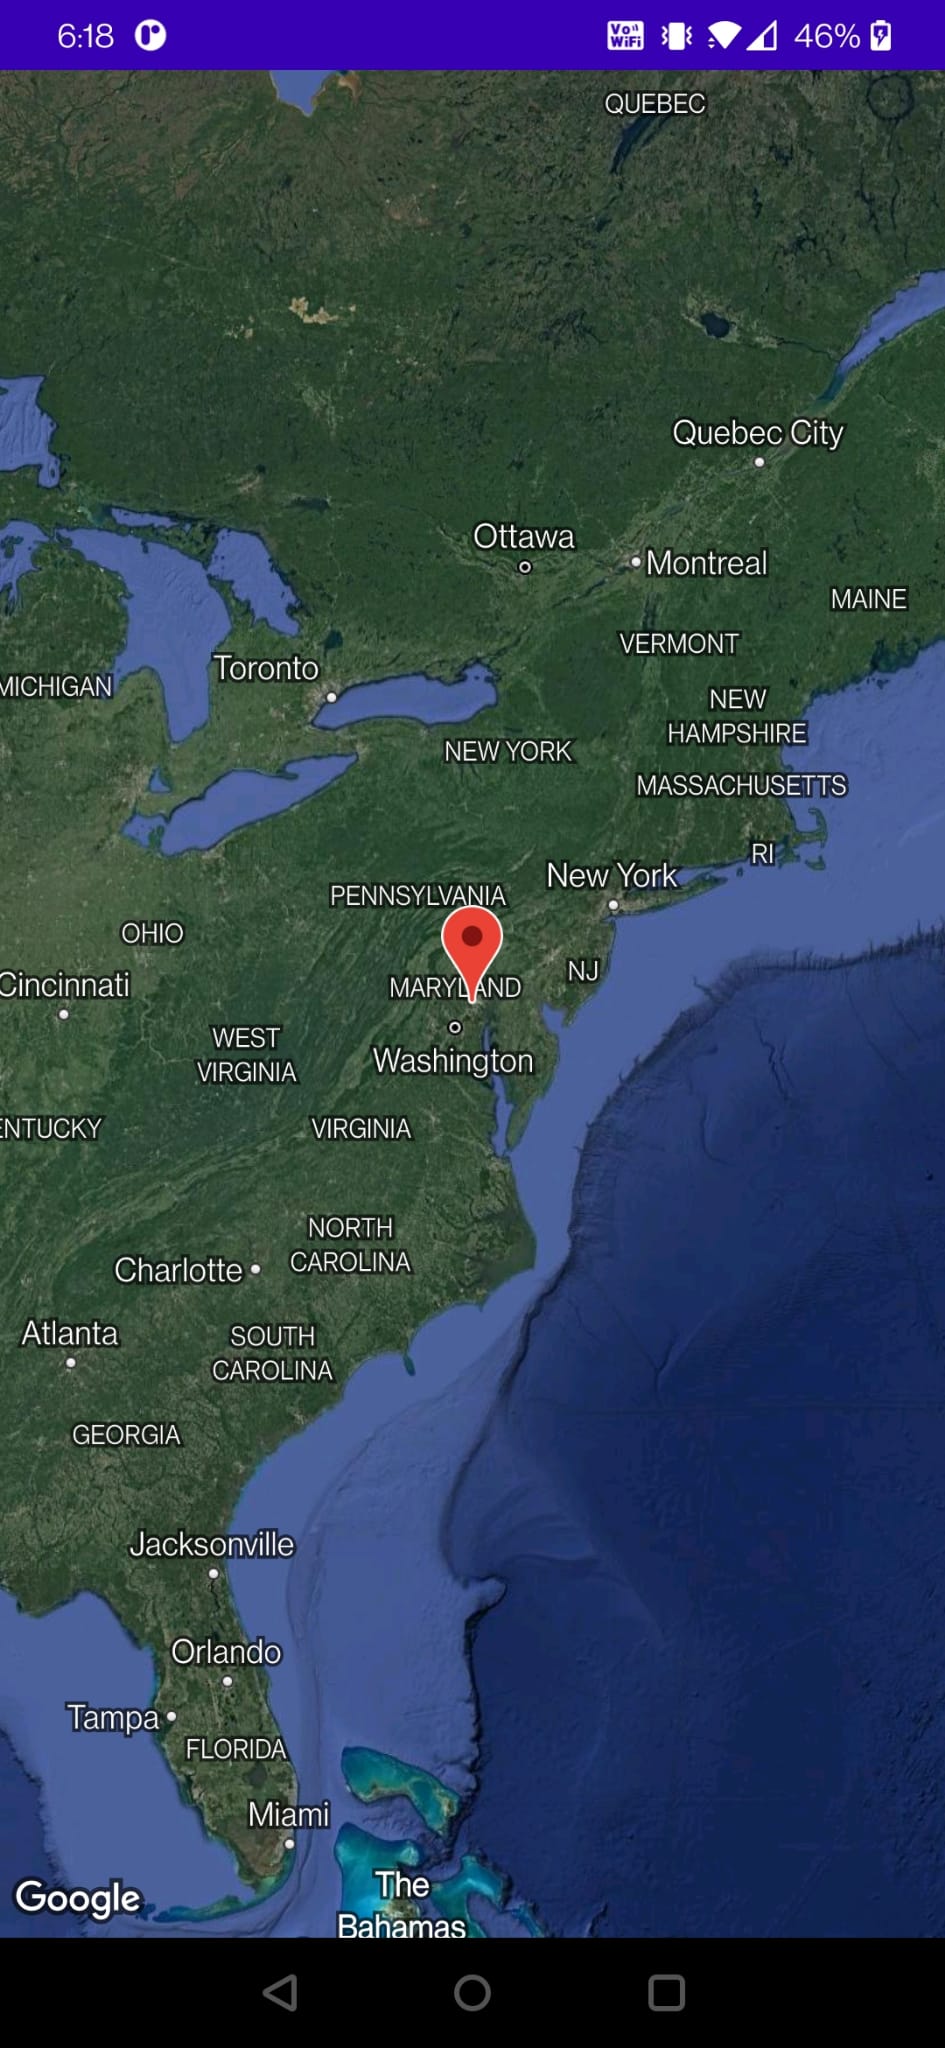 6:18
Vo))
WiFi
46%
QUEBEC
Quebec City
Ottawa
Montreal
MAINE
VERMONT
Toronto
MICHIGAN
NEW
HAMPSHIRE
NEW YORK
MASSACHUSETTS
RI
New York
PENNSYLVANIA
OHIO
NJ
Cincinnati
MARYLAND
WEST
VIRGINIA
Washington
ENTUCKY
VIRGINIA
NORTH
CAROLINA
Charlotte
Atlanta
SOUTH
CAROLINA
GEORGIA
Jacksonville
Orlando
Tampa
FLORIDA
Miami
Google
The
Bahamas